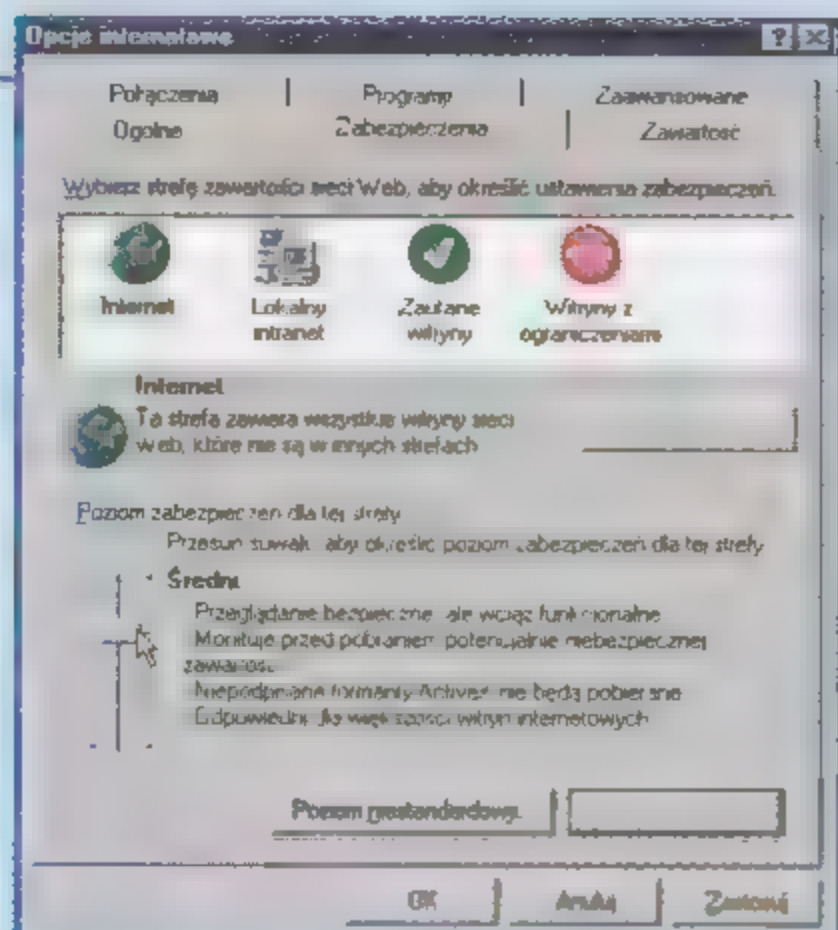 Opcje internetowe
Połączenia Programy Zaawansowane
Ogólne Zabezpieczenia Zawartość
Wybierz strefę zawartości sieci Web, aby określić ustawienia zabezpieczeń.
Internet Lokalny intranet Zaufane witryny Witryny z ograniczeniami
Internet
Ta strefa zawiera wszystkie witryny sieci
Web, które nie są w innych strefach
Poziom zabezpieczeń dla tej strefy
Przesuń suwak, aby określić poziom zabezpieczeń dla tej strefy
Średni
Przeglądanie bezpieczne, ale wciąż funkcjonalne
Monituje przed pobraniem potencjalnie niebezpiecznej
zawartości
Niepodpisane formanty ActiveX nie będą pobierane
Odpowiedni dla większości witryn internetowych
Poziom niestandardowy...
OK Anuluj Zastosuj